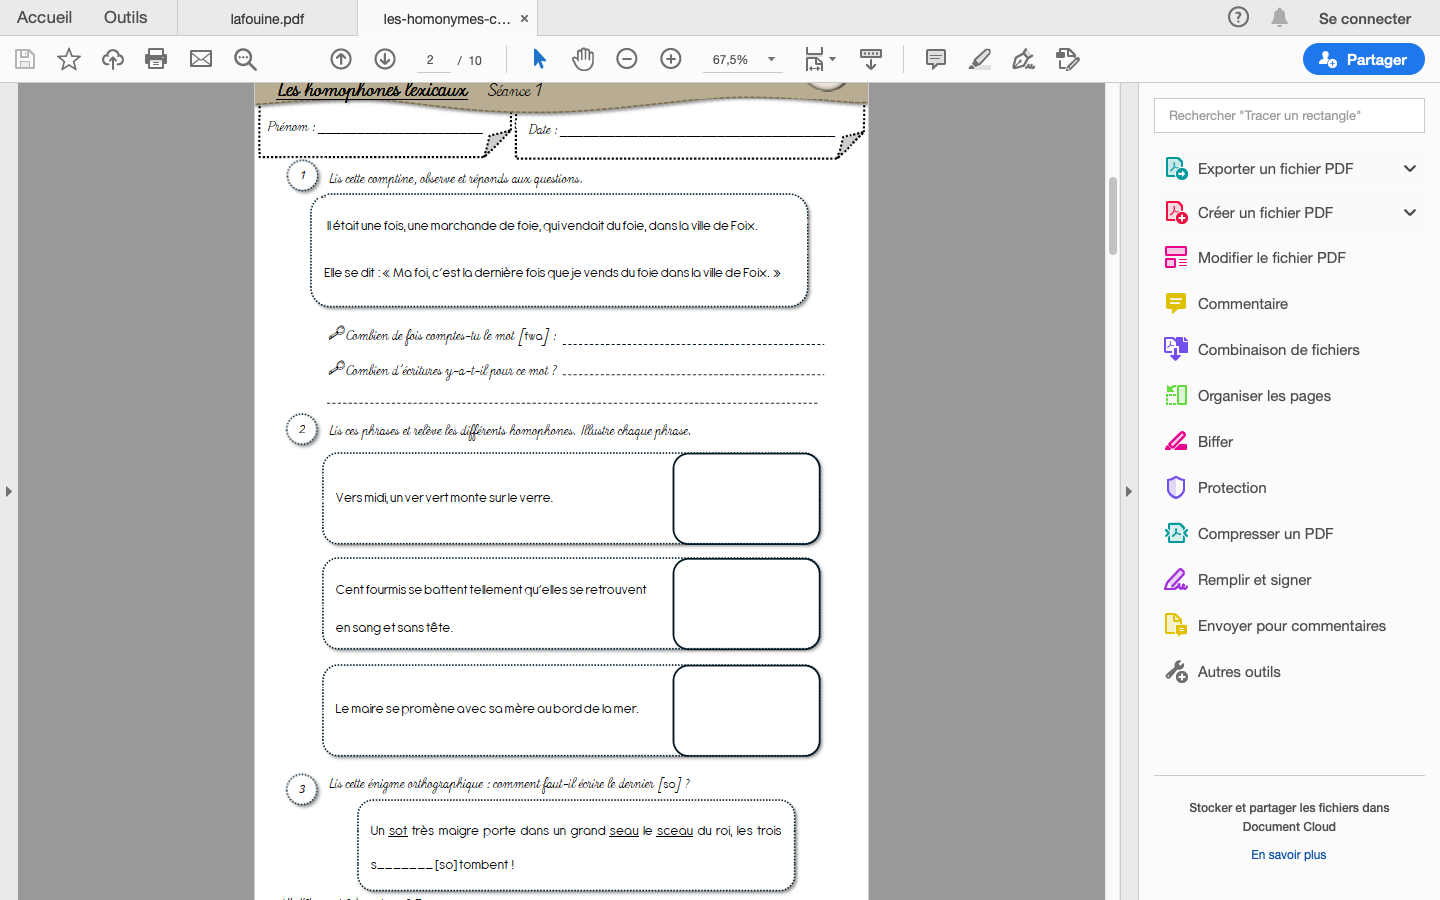 Accueil Outils lafouine.pdf les-homonymes-c... ×
? Se connecter
2 / 10 67,5% Partager
Les homophones lexicaux Séance 1
Prénom : ______________________ Date : ______________________
1 Lis cette comptine, observe et réponds aux questions.
Il était une fois, une marchande de foie, qui vendait du foie, dans la ville de Foix.
Elle se dit : « Ma foi, c'est la dernière fois que je vends du foie dans la ville de Foix. »
Combien de fois comptes-tu le mot [fwa] :
Combien d'écritures y-a-t-il pour ce mot ?
2 Lis ces phrases et relève les différents homophones. Illustre chaque phrase.
Vers midi, un ver vert monte sur le verre.
Cent fourmis se battent tellement qu'elles se retrouvent
en sang et sans tête.
Le maire se promène avec sa mère au bord de la mer.
3 Lis cette énigme orthographique : comment faut-il écrire le dernier [so] ?
Un sot très maigre porte dans un grand seau le sceau du roi, les trois
s_______ [so] tombent !
Rechercher "Tracer un rectangle"
Exporter un fichier PDF
Créer un fichier PDF
Modifier le fichier PDF
Commentaire
Combinaison de fichiers
Organiser les pages
Biffer
Protection
Compresser un PDF
Remplir et signer
Envoyer pour commentaires
Autres outils
Stocker et partager les fichiers dans
Document Cloud
En savoir plus